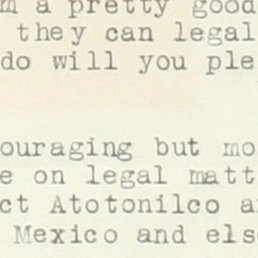 m a pretty good
they can legal
do will you ple
ouraging but mo
e on legal matt
ct Atotonilco a
Mexico and els